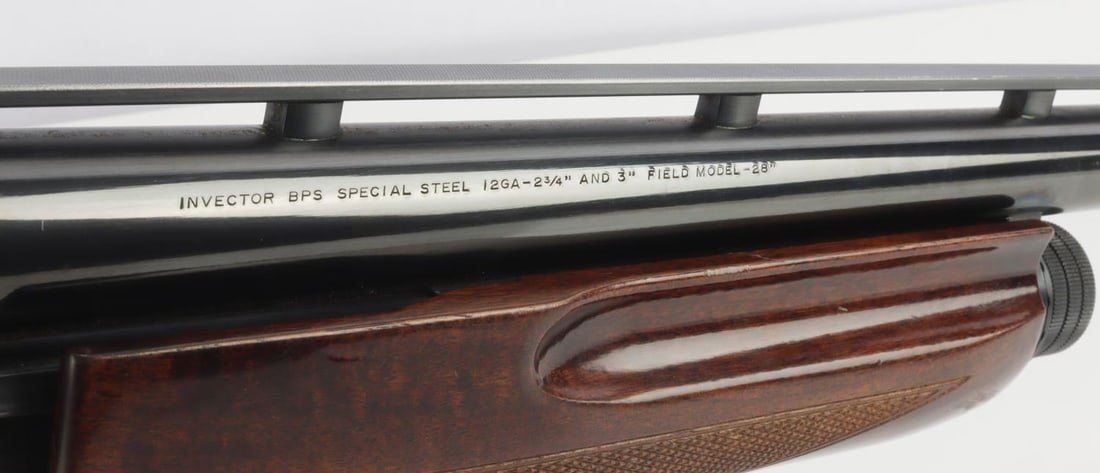 INVECTOR BPS SPECIAL STEEL 12GA-2¾" AND 3" FIELD MODEL-28"